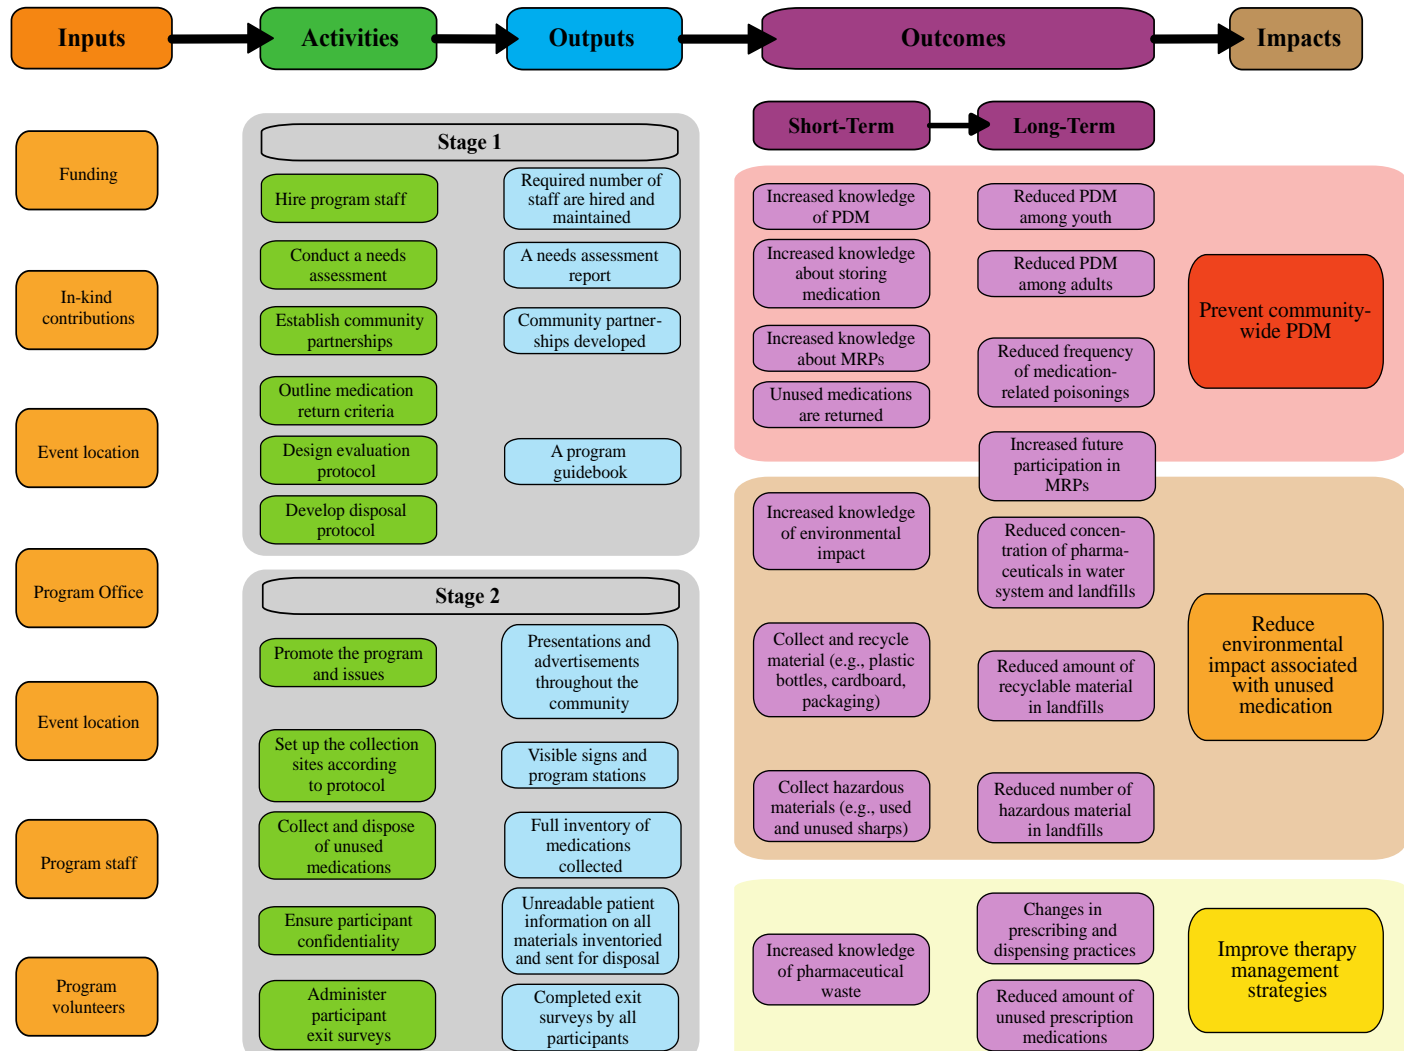 Inputs
Activities
Outputs
Outcomes
Impacts
Short-Term
Long-Term
Funding
In-kind
contributions
Event location
Program Office
Event location
Program staff
Program
volunteers
Stage 1
Hire program staff
Required number of
staff are hired and
maintained
Conduct a needs
assessment
A needs assessment
report
Establish community
partnerships
Community partner-
ships developed
Outline medication
return criteria
Design evaluation
protocol
A program
guidebook
Develop disposal
protocol
Stage 2
Promote the program
and issues
Presentations and
advertisements
throughout the
community
Set up the collection
sites according
to protocol
Visible signs and
program stations
Collect and dispose
of unused
medications
Full inventory of
medications
collected
Ensure participant
confidentiality
Unreadable patient
information on all
materials inventoried
and sent for disposal
Administer
participant
exit surveys
Completed exit
surveys by all
participants
Increased knowledge
of PDM
Increased knowledge
about storing
medication
Increased knowledge
about MRPs
Unused medications
are returned
Reduced PDM
among youth
Reduced PDM
among adults
Reduced frequency
of medication-
related poisonings
Increased future
participation in
MRPs
Prevent community-
wide PDM
Increased knowledge
of environmental
impact
Collect and recycle
material (e.g., plastic
bottles, cardboard,
packaging)
Collect hazardous
materials (e.g., used
and unused sharps)
Reduced concen-
tration of pharma-
ceuticals in water
system and landfills
Reduced amount of
recyclable material
in landfills
Reduced number of
hazardous material
in landfills
Reduce
environmental
impact associated
with unused
medication
Increased knowledge
of pharmaceutical
waste
Changes in
prescribing and
dispensing practices
Reduced amount of
unused prescription
medications
Improve therapy
management
strategies